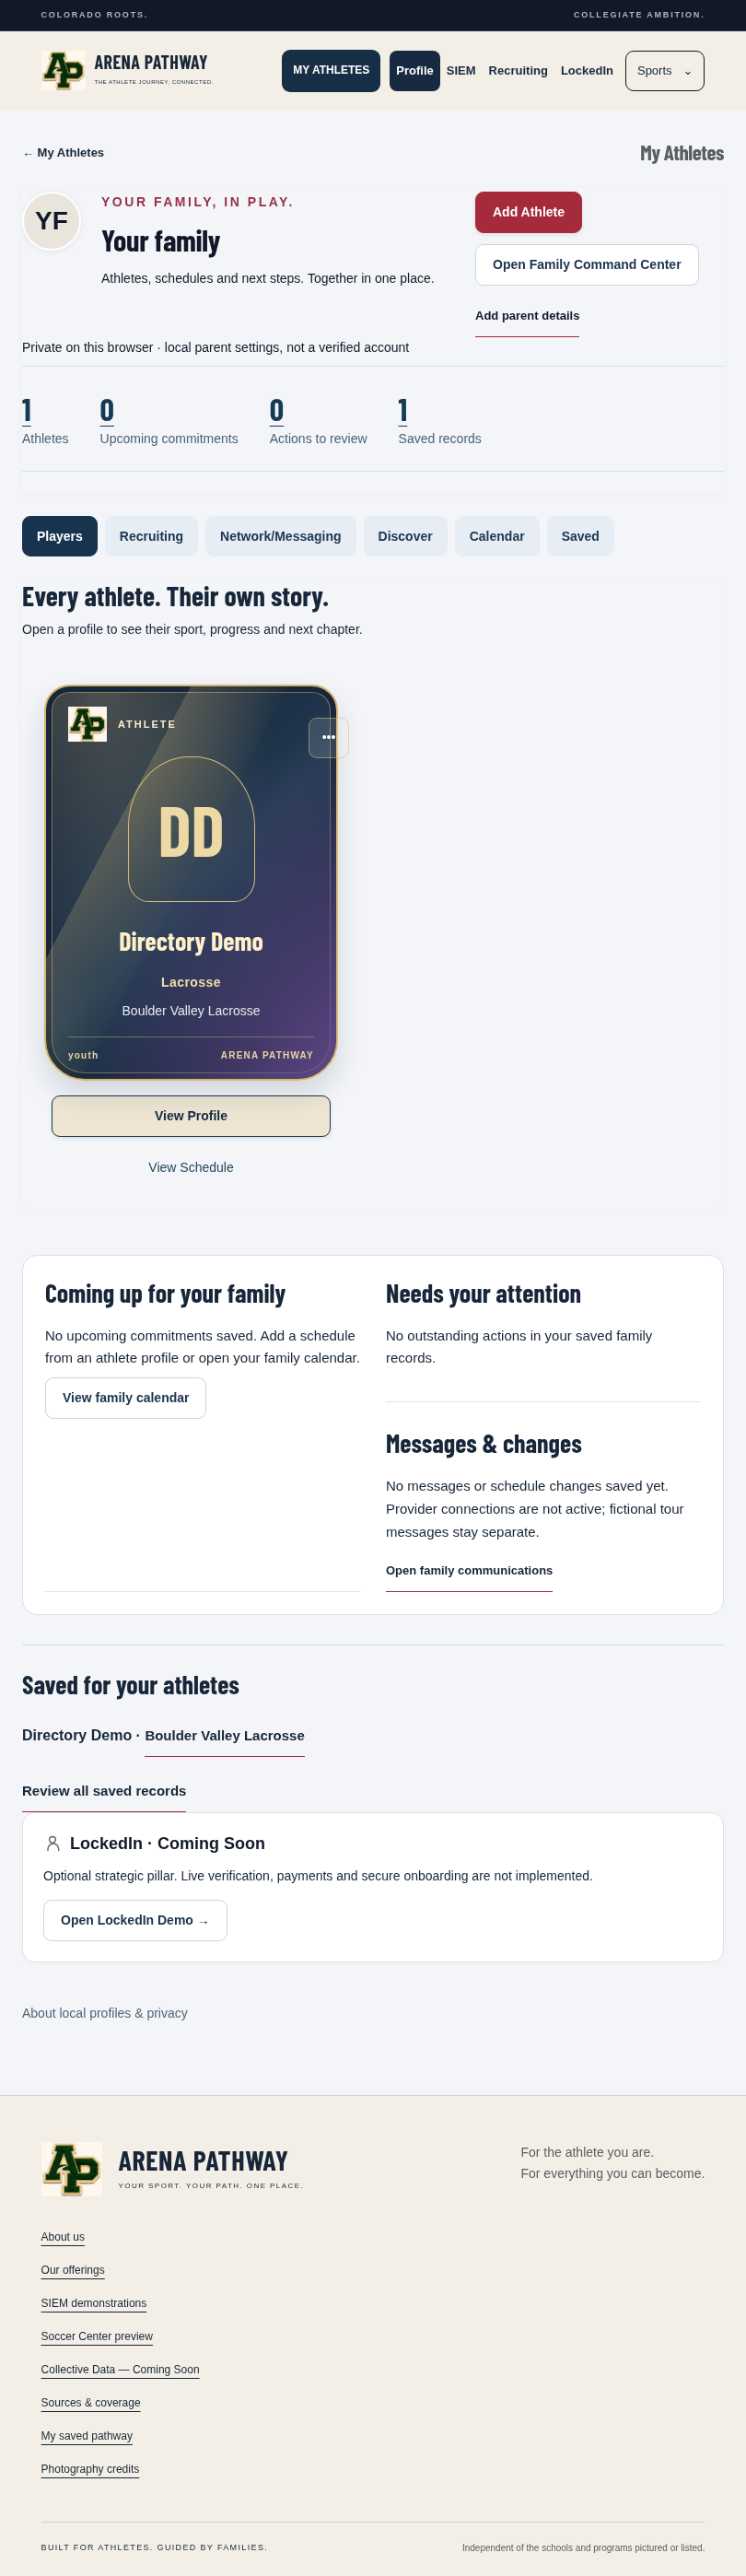 COLORADO ROOTS.
COLLEGIATE AMBITION.
AP
ARENA PATHWAY
THE ATHLETE JOURNEY, CONNECTED.
MY ATHLETES
Profile
SIEM
Recruiting
LockedIn
Sports ⌄
← My Athletes
My Athletes
YF
YOUR FAMILY, IN PLAY.
Your family
Athletes, schedules and next steps. Together in one place.
Add Athlete
Open Family Command Center
Add parent details
Private on this browser · local parent settings, not a verified account
1
Athletes
0
Upcoming commitments
0
Actions to review
1
Saved records
Players
Recruiting
Network/Messaging
Discover
Calendar
Saved
Every athlete. Their own story.
Open a profile to see their sport, progress and next chapter.
AP
ATHLETE
•••
DD
Directory Demo
Lacrosse
Boulder Valley Lacrosse
youth
ARENA PATHWAY
View Profile
View Schedule
Coming up for your family
No upcoming commitments saved. Add a schedule
from an athlete profile or open your family calendar.
View family calendar
Needs your attention
No outstanding actions in your saved family
records.
Messages & changes
No messages or schedule changes saved yet.
Provider connections are not active; fictional tour
messages stay separate.
Open family communications
Saved for your athletes
Directory Demo · Boulder Valley Lacrosse
Review all saved records
LockedIn · Coming Soon
Optional strategic pillar. Live verification, payments and secure onboarding are not implemented.
Open LockedIn Demo →
About local profiles & privacy
AP
ARENA PATHWAY
YOUR SPORT. YOUR PATH. ONE PLACE.
For the athlete you are.
For everything you can become.
About us
Our offerings
SIEM demonstrations
Soccer Center preview
Collective Data — Coming Soon
Sources & coverage
My saved pathway
Photography credits
BUILT FOR ATHLETES. GUIDED BY FAMILIES.
Independent of the schools and programs pictured or listed.